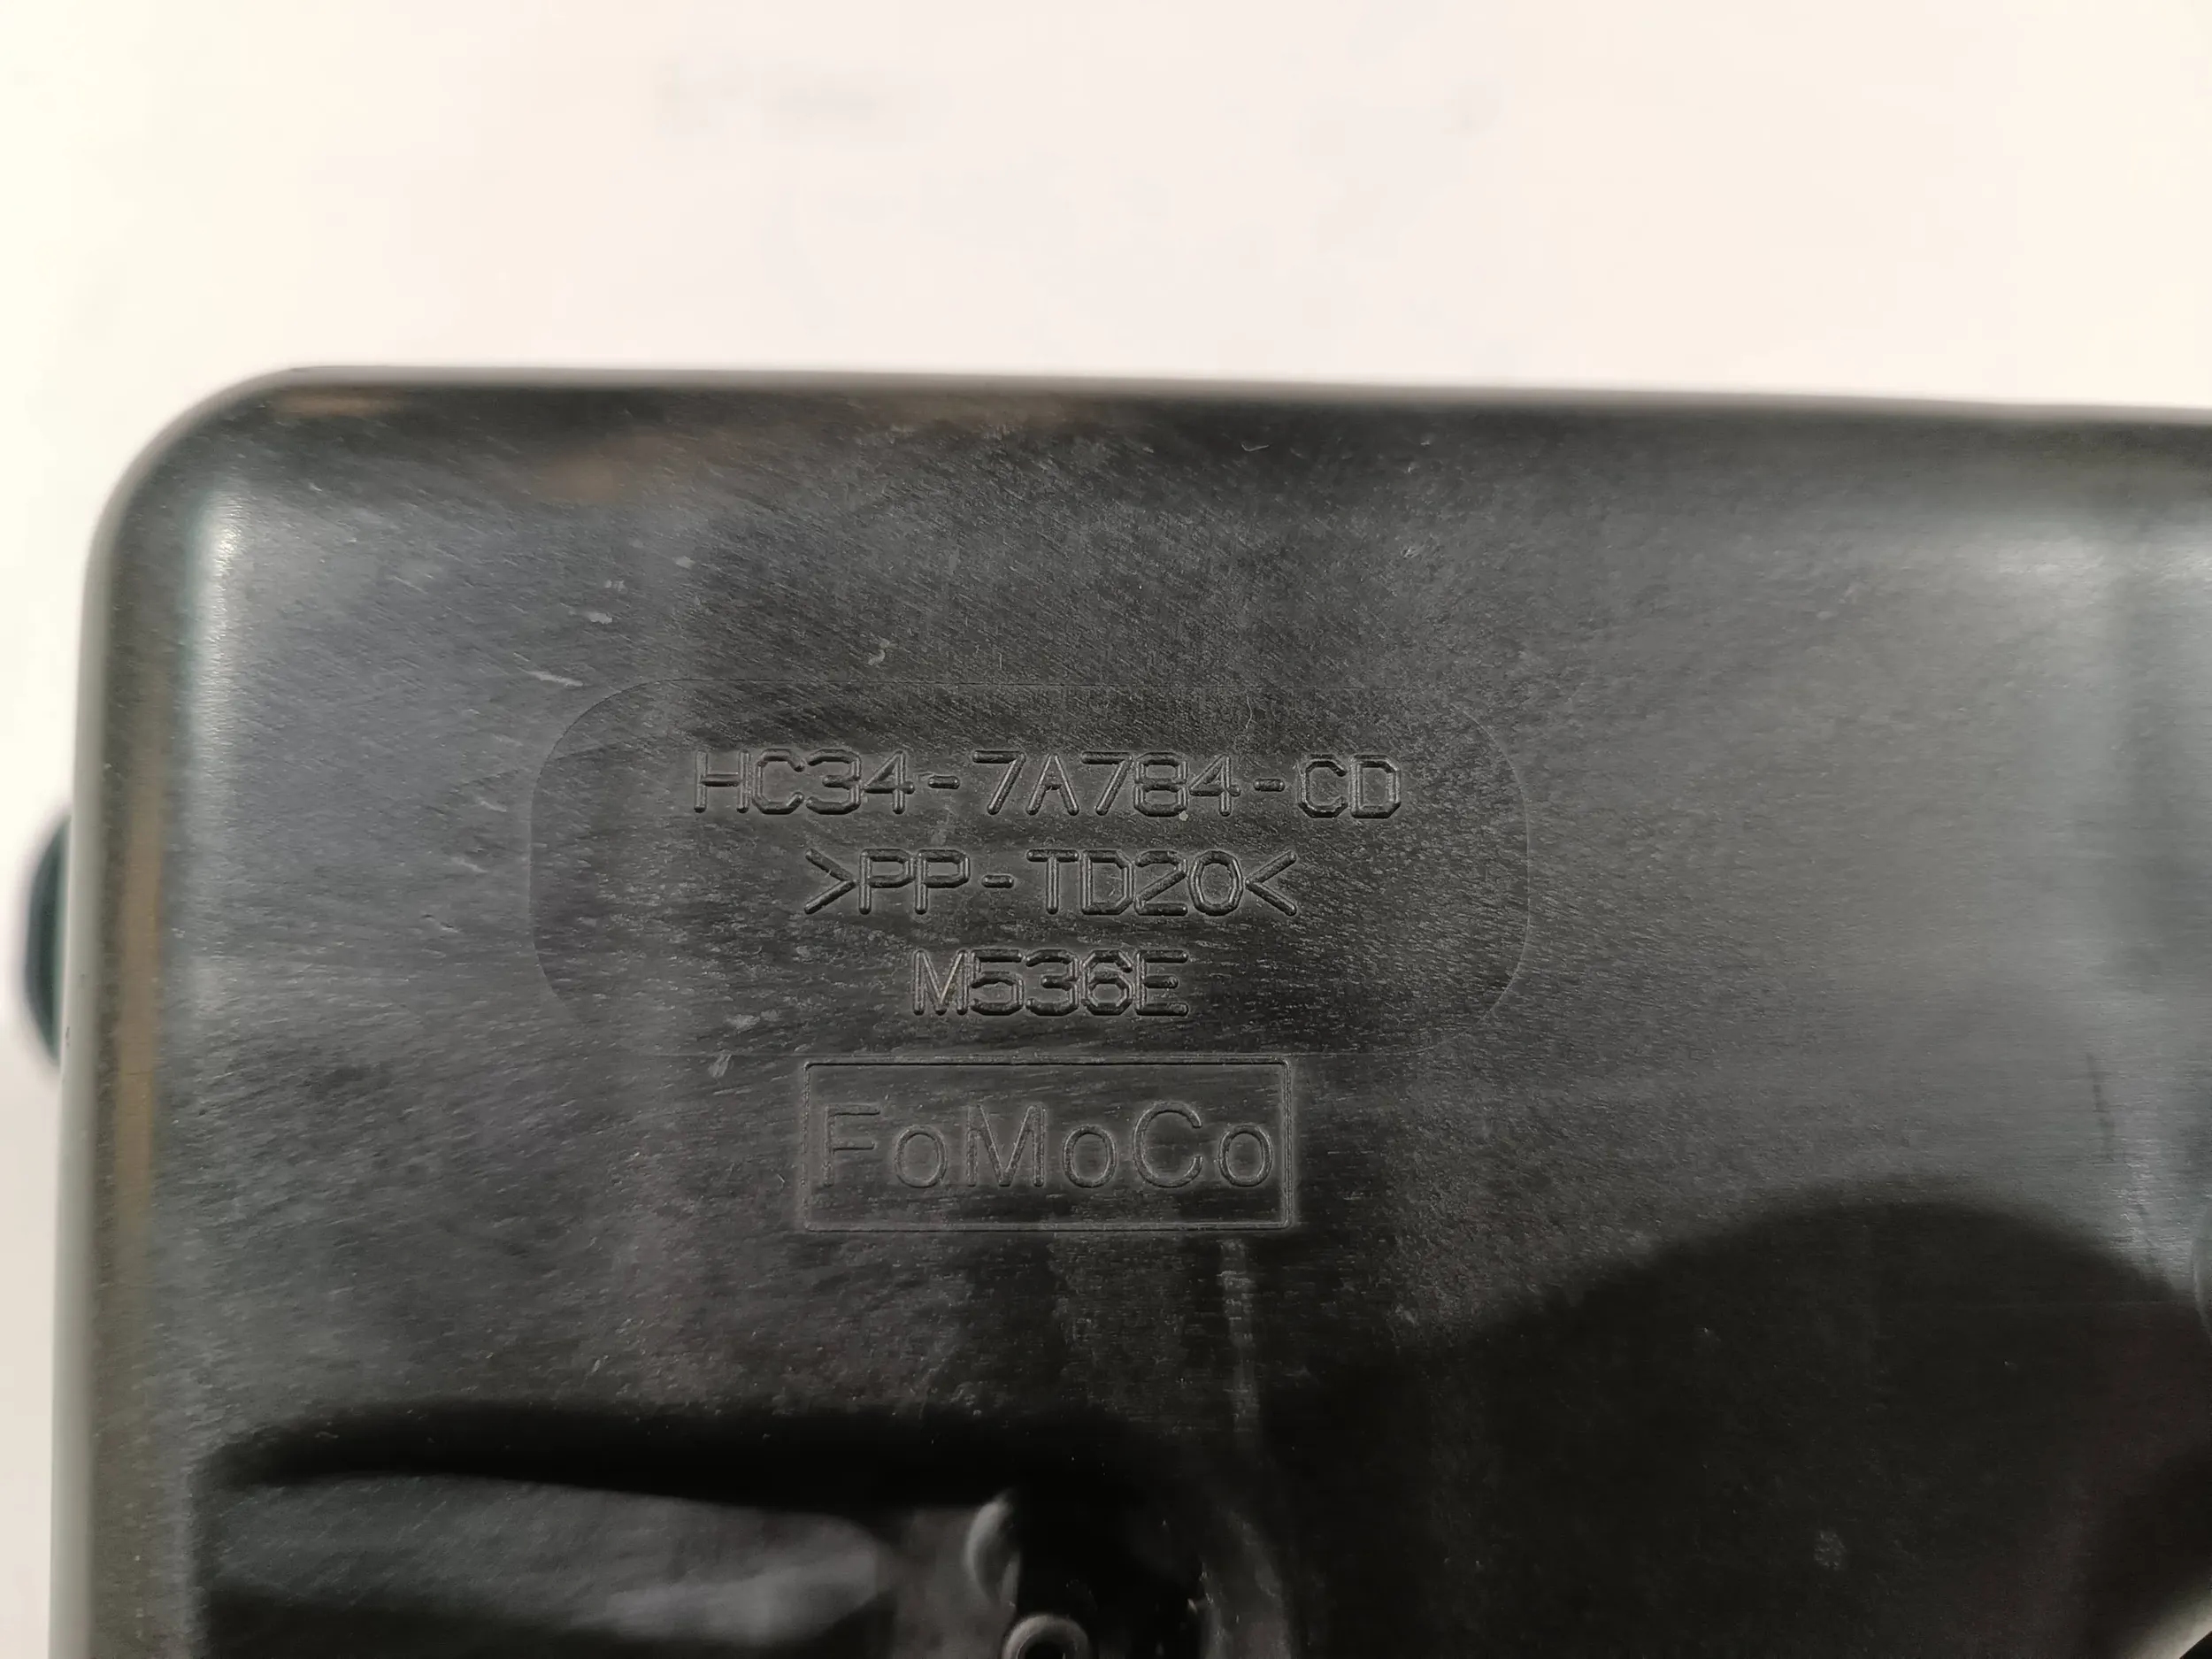 HC34-7A784-CD
>PP-TD20<
M536E
FoMoCo